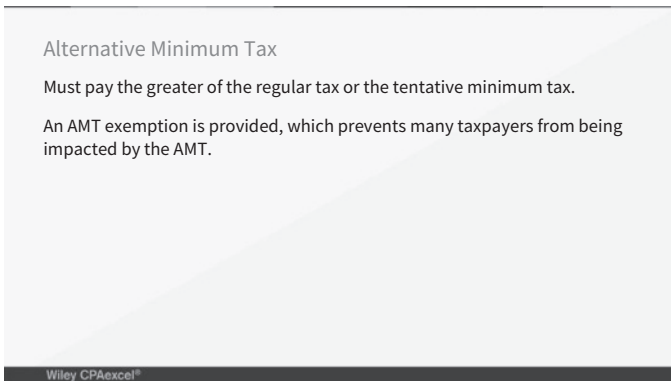 Alternative Minimum Tax
Must pay the greater of the regular tax or the tentative minimum tax.
An AMT exemption is provided, which prevents many taxpayers from being
impacted by the AMT.
Wiley CPAexcel®